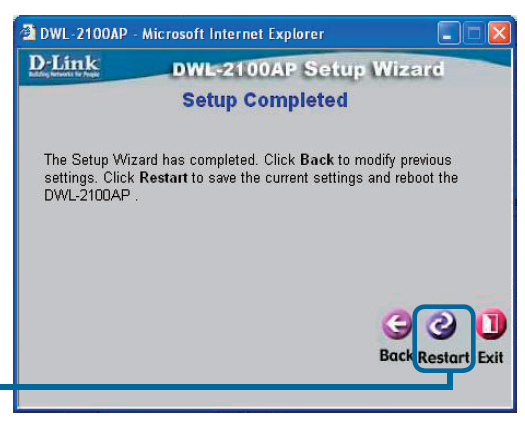 DWL-2100AP - Microsoft Internet Explorer
D-Link
Building Networks for People
DWL-2100AP Setup Wizard
Setup Completed
The Setup Wizard has completed. Click Back to modify previous
settings. Click Restart to save the current settings and reboot the
DWL-2100AP .
Back Restart Exit